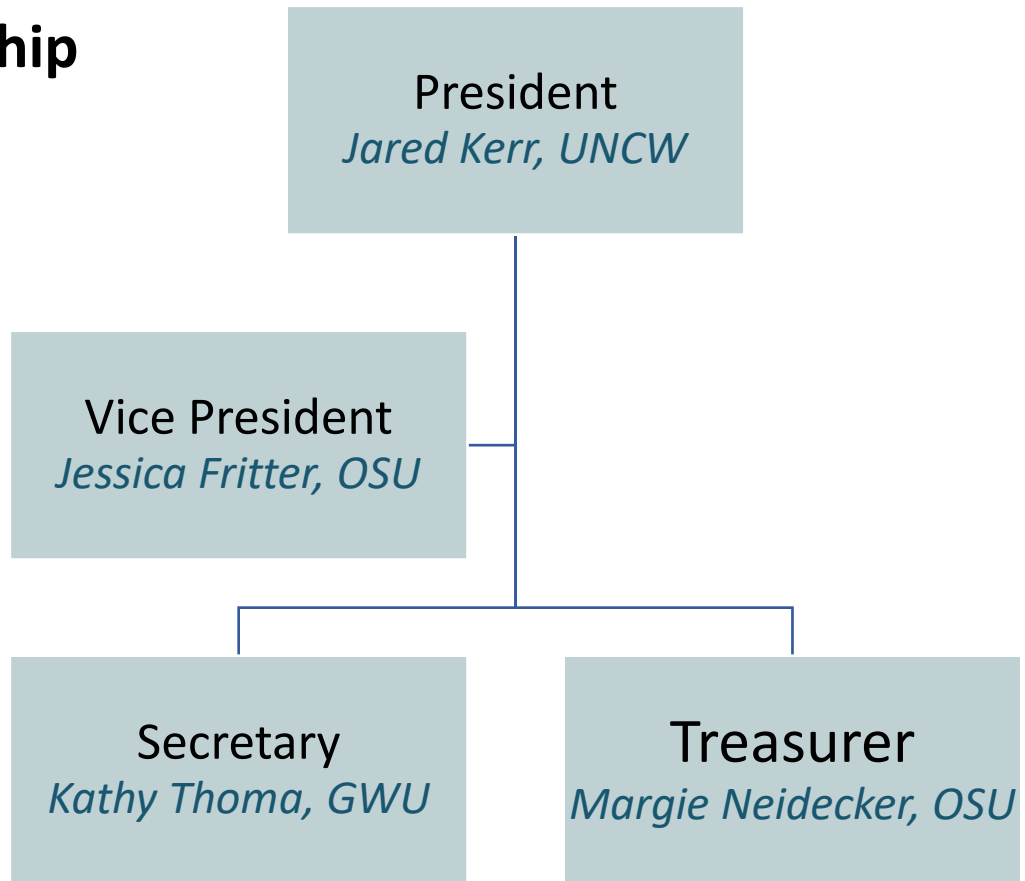 hip
President
Jared Kerr, UNCW
Vice President
Jessica Fritter, OSU
Secretary
Kathy Thoma, GWU
Treasurer
Margie Neidecker, OSU